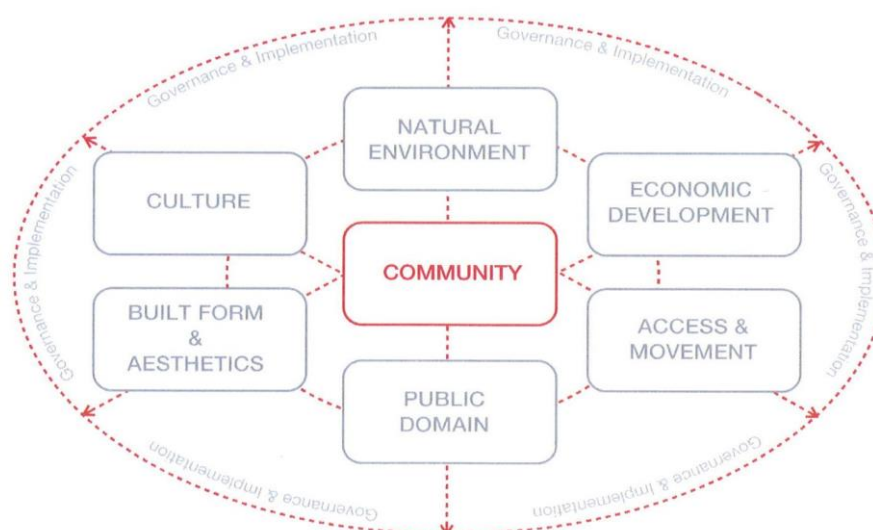 Governance & Implementation
Governance & Implementation
NATURAL
ENVIRONMENT
CULTURE
ECONOMIC
DEVELOPMENT
Governance & Implementation
Governance & Implementation
COMMUNITY
BUILT FORM
&
AESTHETICS
ACCESS &
MOVEMENT
PUBLIC
DOMAIN
Governance & Implementation
Governance & Implementation